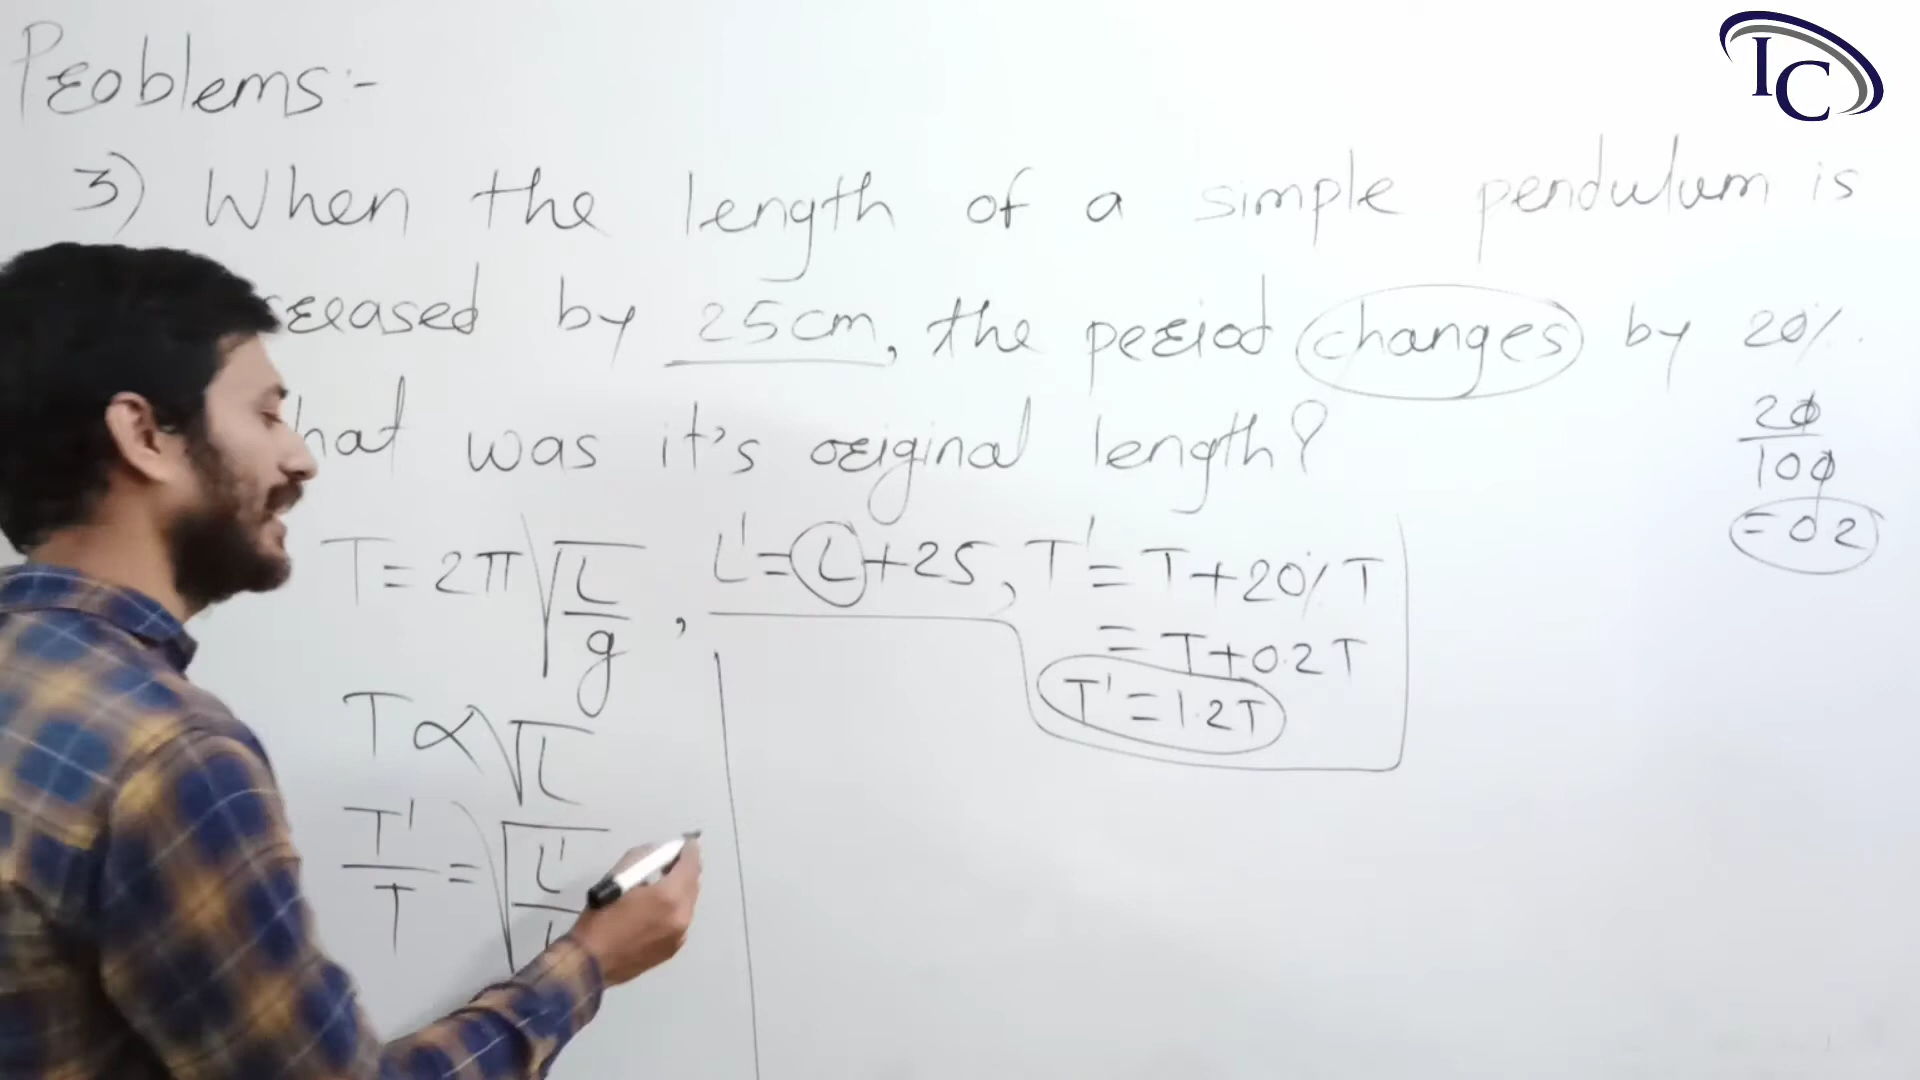 IC
Problems:-
3) When the length of a simple pendulum is
creased by 25cm, the period changes by 20%.
hat was it's original length?
20/100
= 0.2
T = 2π√(L/g), L' = L+25, T' = T+20% T
= T+0.2T
T' = 1.2T
T ∝ √L
T'/T = √(L'/L)